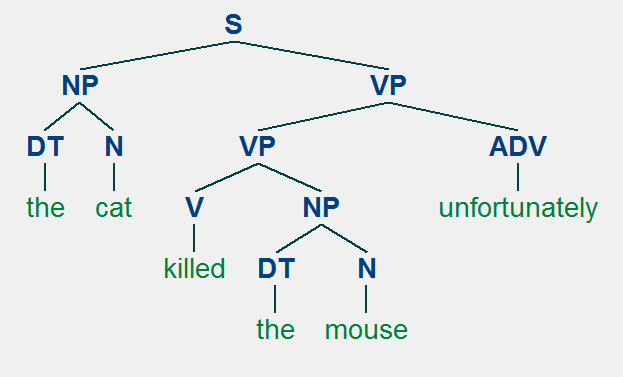 S
NP VP
DT N VP ADV
the cat V NP unfortunately
killed DT N
the mouse